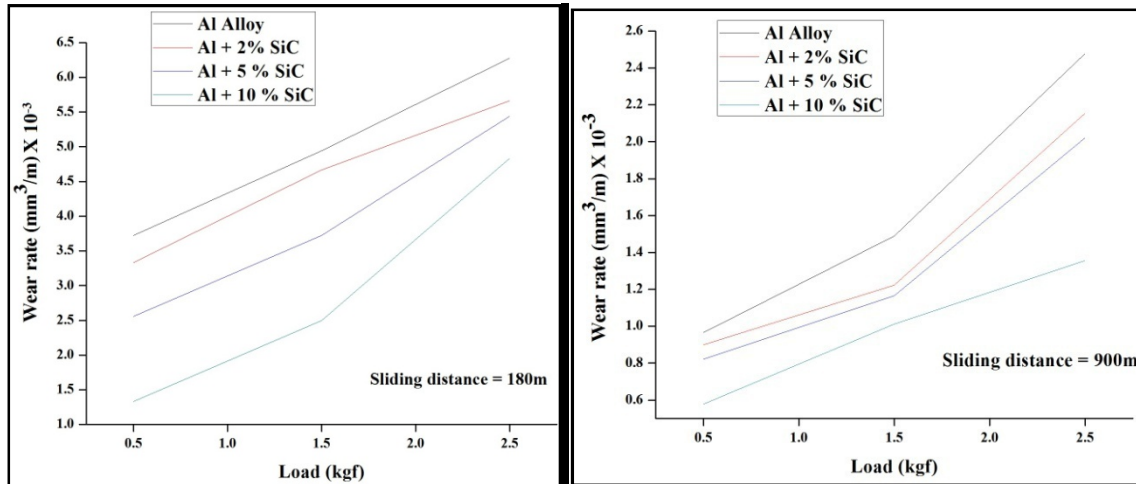 Al Alloy
Al + 2% SiC
Al + 5 % SiC
Al + 10 % SiC
6.5
6.0
5.5
5.0
4.5
4.0
3.5
3.0
2.5
2.0
1.5
1.0
Wear rate (mm³/m) X 10⁻³
Sliding distance = 180m
0.5 1.0 1.5 2.0 2.5
Load (kgf)
Al Alloy
Al + 2% SiC
Al + 5 % SiC
Al + 10 % SiC
2.6
2.4
2.2
2.0
1.8
1.6
1.4
1.2
1.0
0.8
0.6
Wear rate (mm³/m) X 10⁻³
Sliding distance = 900m
0.5 1.0 1.5 2.0 2.5
Load (kgf)